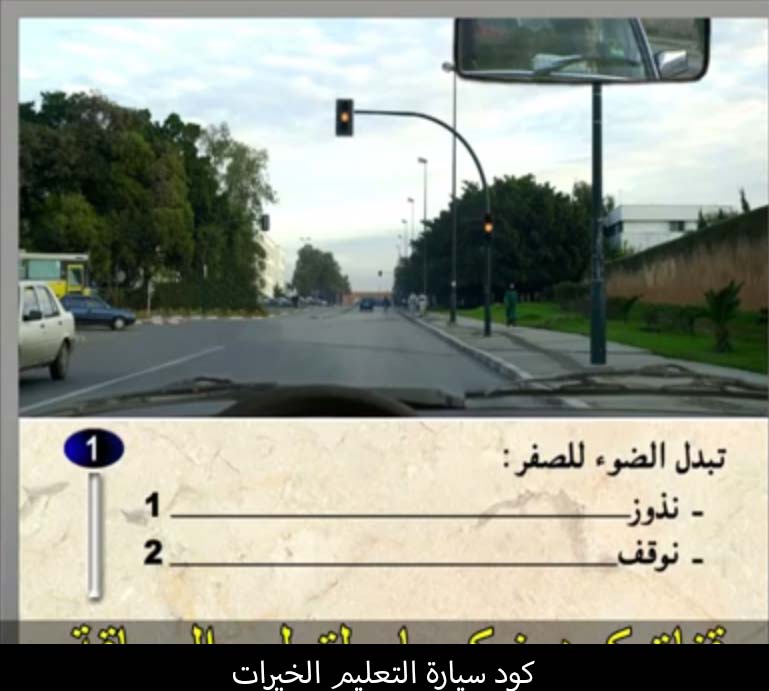 1
تبدل الضوء للصفر:
- نذوز 1
- نوقف 2
كود سيارة التعليم الخيرات